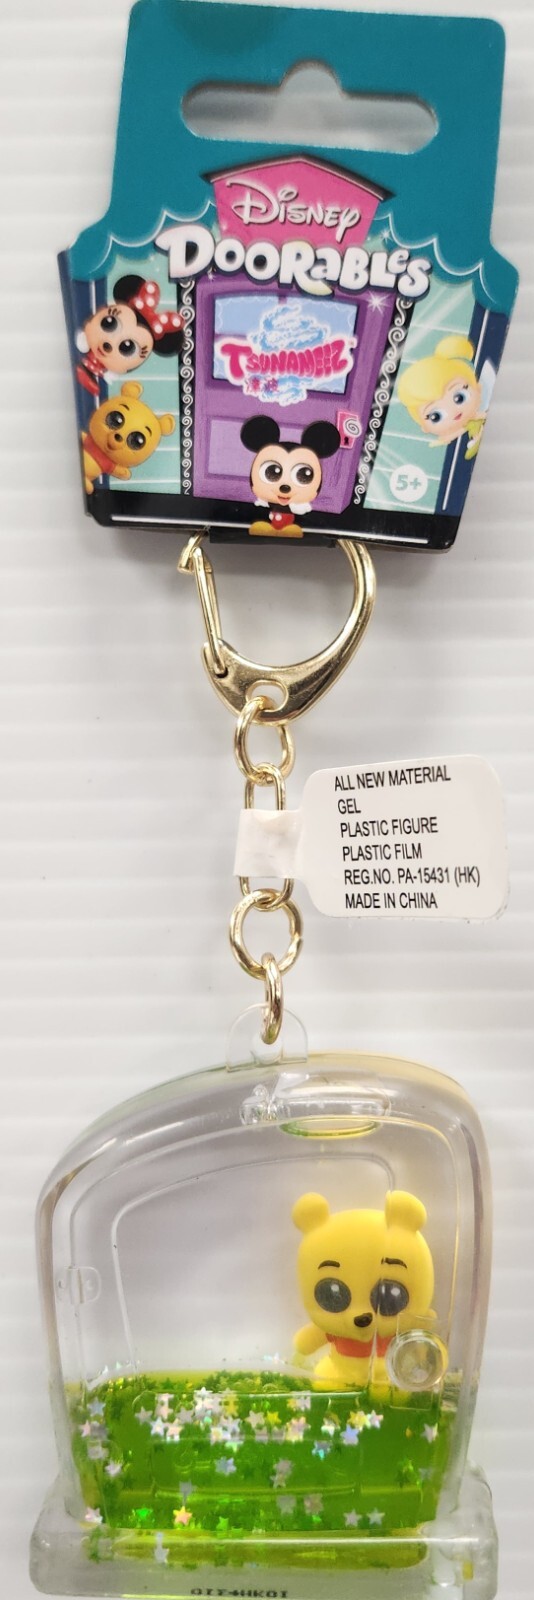 Disney
DOORABLES
TSUNAMEEZ
5+
ALL NEW MATERIAL
GEL
PLASTIC FIGURE
PLASTIC FILM
REG.NO. PA-15431 (HK)
MADE IN CHINA